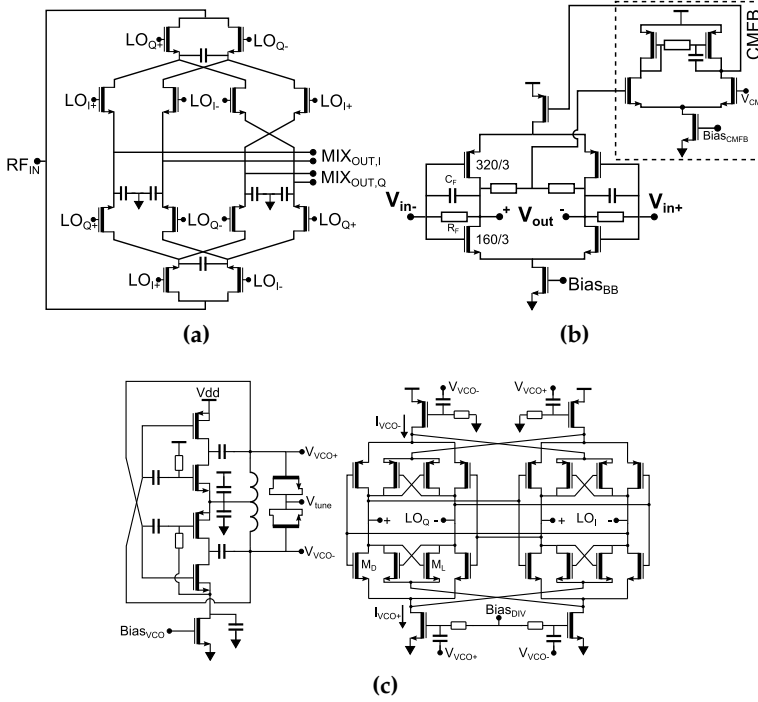 LO_Q+ LO_Q-
LO_I+ LO_I- LO_I+
RF_IN
MIX_OUT,I
MIX_OUT,Q
LO_Q+ LO_Q- LO_Q+
LO_I+ LO_I-
(a)
CMFB
V_CM
Bias_CMFB
320/3
C_F
V_in- + V_out - V_in+
R_F
160/3
Bias_BB
(b)
Vdd
V_VCO+
V_tune
V_VCO-
Bias_VCO
V_VCO- V_VCO+
I_VCO-
+ LO_Q - + LO_I -
M_D M_L
I_VCO+ Bias_DIV
V_VCO+ V_VCO-
(c)